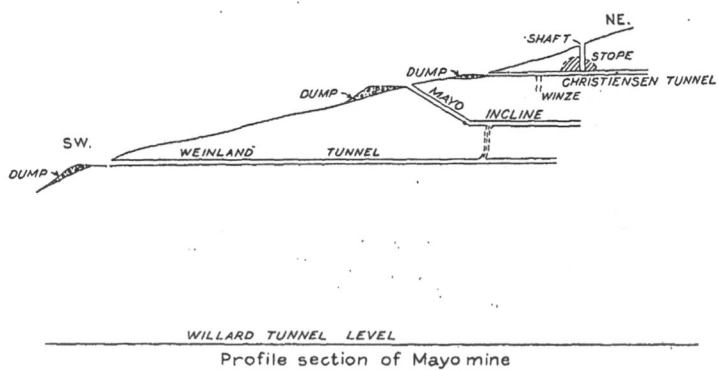 NE.
SHAFT
STOPE
DUMP
CHRISTIENSEN TUNNEL
WINZE
DUMP
MAYO
INCLINE
SW.
WEINLAND TUNNEL
DUMP
WILLARD TUNNEL LEVEL
Profile section of Mayo mine